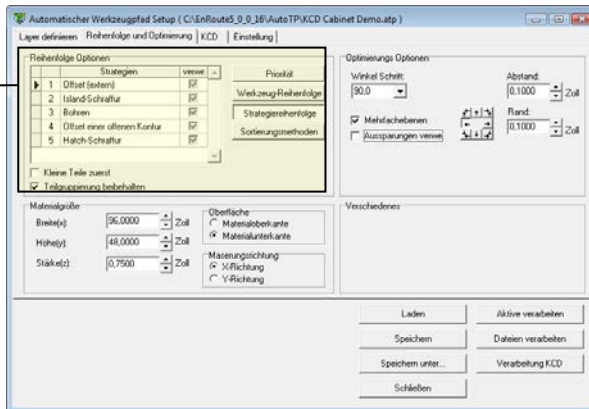 Automatischer Werkzeugpfad Setup ( C:\EnRoute5_0_0_16\AutoTP\KCD Cabinet Demo.atp )
Layer definieren Reihenfolge und Optimierung KCD Einstellung
Reihenfolge Optionen
Strategien verwe
1 Offset (extern)
2 Island-Schraffur
3 Bohren
4 Offset einer offenen Kontur
5 Hatch-Schraffur
Priorität
Werkzeug-Reihenfolge
Strategiereihenfolge
Sortierungsmethoden
Kleine Teile zuerst
Teilgruppierung beibehalten
Optimierungs Optionen
Winkel Schritt:
90,0
Abstand:
0,1000 Zoll
Mehrfachebenen
Rand:
0,1000 Zoll
Aussparungen verwe
Materialgröße
Breite(x): 96,0000 Zoll
Höhe(y): 48,0000 Zoll
Stärke(z): 0,7500 Zoll
Oberfläche
Materialoberkante
Materialunterkante
Maserungsrichtung
X-Richtung
Y-Richtung
Verschiedenes
Laden Aktive verarbeiten
Speichern Dateien verarbeiten
Speichern unter... Verarbeitung KCD
Schließen